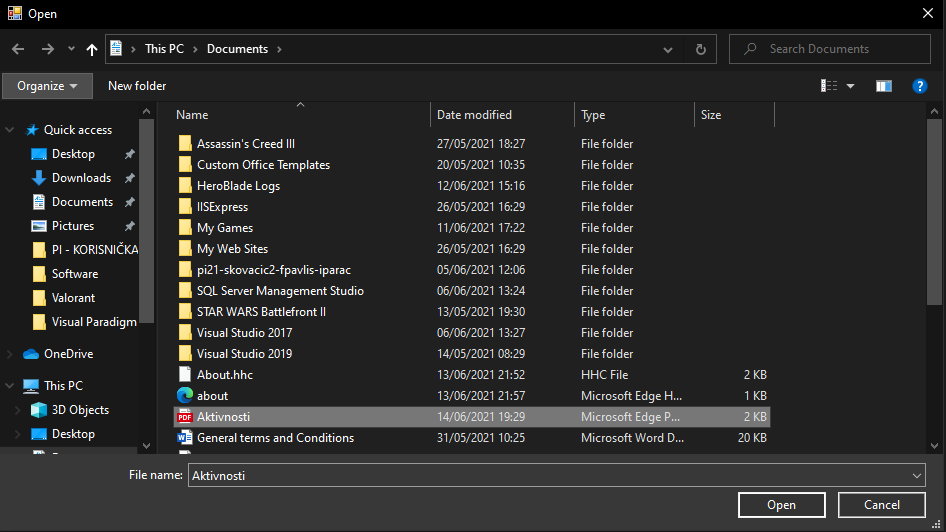 Open
This PC > Documents >
Search Documents
Organize
New folder
?
Name
Date modified
Type
Size
Quick access
Desktop
Downloads
Documents
Pictures
PI - KORISNIČKA
Software
Valorant
Visual Paradigm
OneDrive
This PC
3D Objects
Desktop
Assassin's Creed III 27/05/2021 18:27 File folder
Custom Office Templates 20/05/2021 10:35 File folder
HeroBlade Logs 12/06/2021 15:16 File folder
IISExpress 26/05/2021 16:29 File folder
My Games 11/06/2021 17:22 File folder
My Web Sites 26/05/2021 16:29 File folder
pi21-skovacic2-fpavlis-iparac 05/06/2021 12:06 File folder
SQL Server Management Studio 06/06/2021 13:24 File folder
STAR WARS Battlefront II 13/05/2021 19:30 File folder
Visual Studio 2017 06/06/2021 13:27 File folder
Visual Studio 2019 14/05/2021 08:29 File folder
About.hhc 13/06/2021 21:52 HHC File 2 KB
about 13/06/2021 21:57 Microsoft Edge H... 1 KB
PDF Aktivnosti 14/06/2021 19:29 Microsoft Edge P... 2 KB
General terms and Conditions 31/05/2021 10:25 Microsoft Word D... 20 KB
File name: Aktivnosti
Open
Cancel